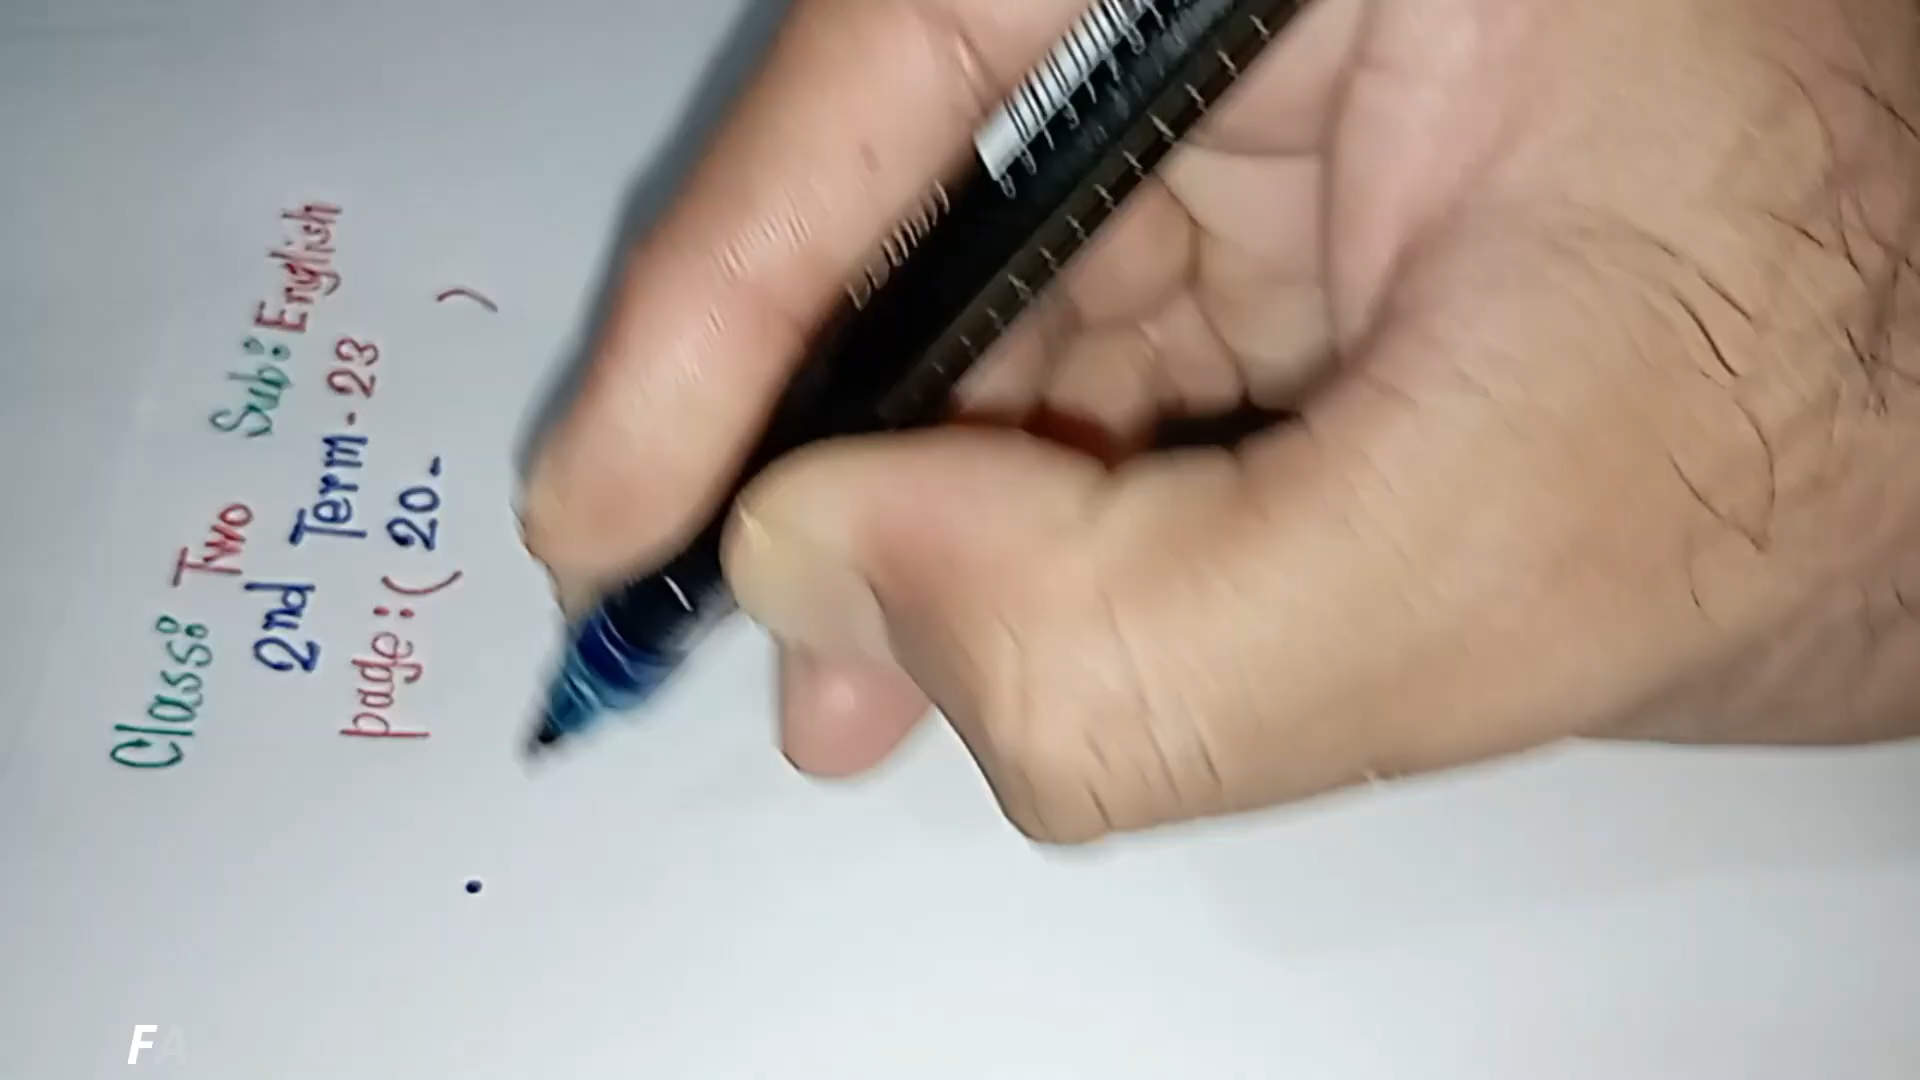 Class: Two Sub: English
2nd Term-23
page: ( 20- )
FA